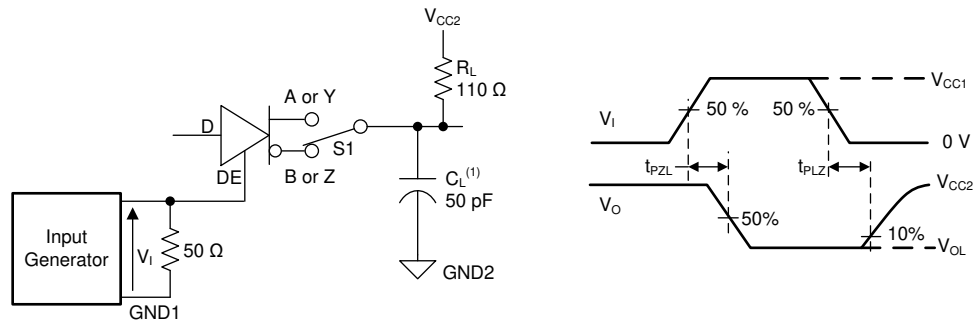 V_CC2
R_L
110 Ω
A or Y
D
S1
B or Z
DE
C_L^(1)
50 pF
Input
Generator
V_I
50 Ω
GND1
GND2
V_CC1
50 %
50 %
V_I
0 V
t_PZL
t_PLZ
V_CC2
V_O
50%
10%
V_OL